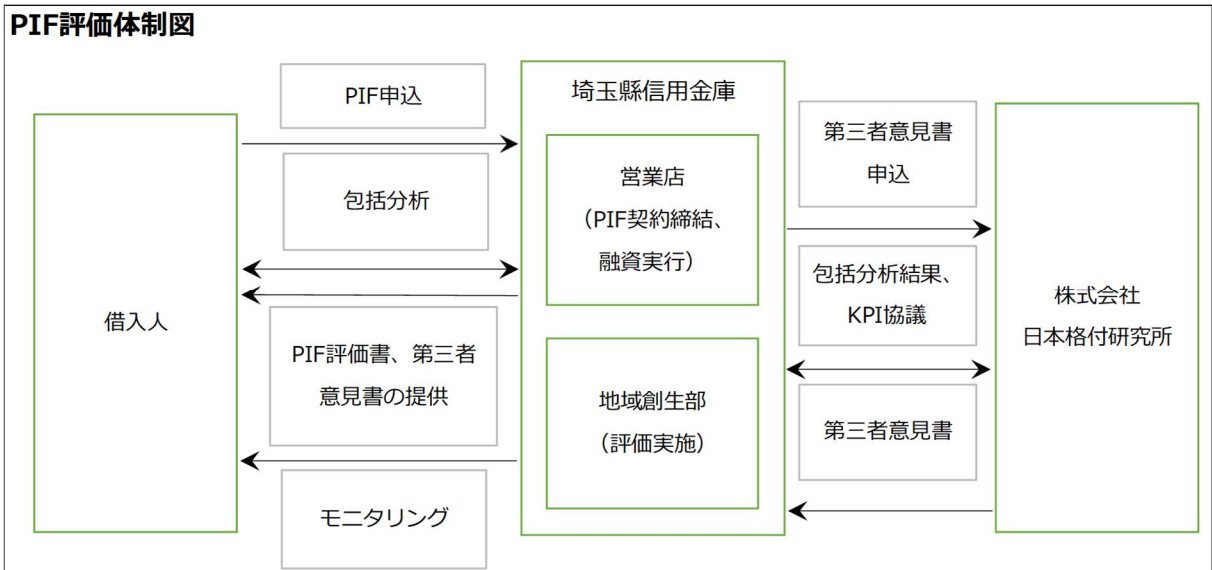 PIF評価体制図
借入人
PIF申込
包括分析
PIF評価書、第三者
意見書の提供
モニタリング
埼玉縣信用金庫
営業店
（PIF契約締結、
融資実行）
地域創生部
（評価実施）
第三者意見書
申込
包括分析結果、
KPI協議
第三者意見書
株式会社
日本格付研究所